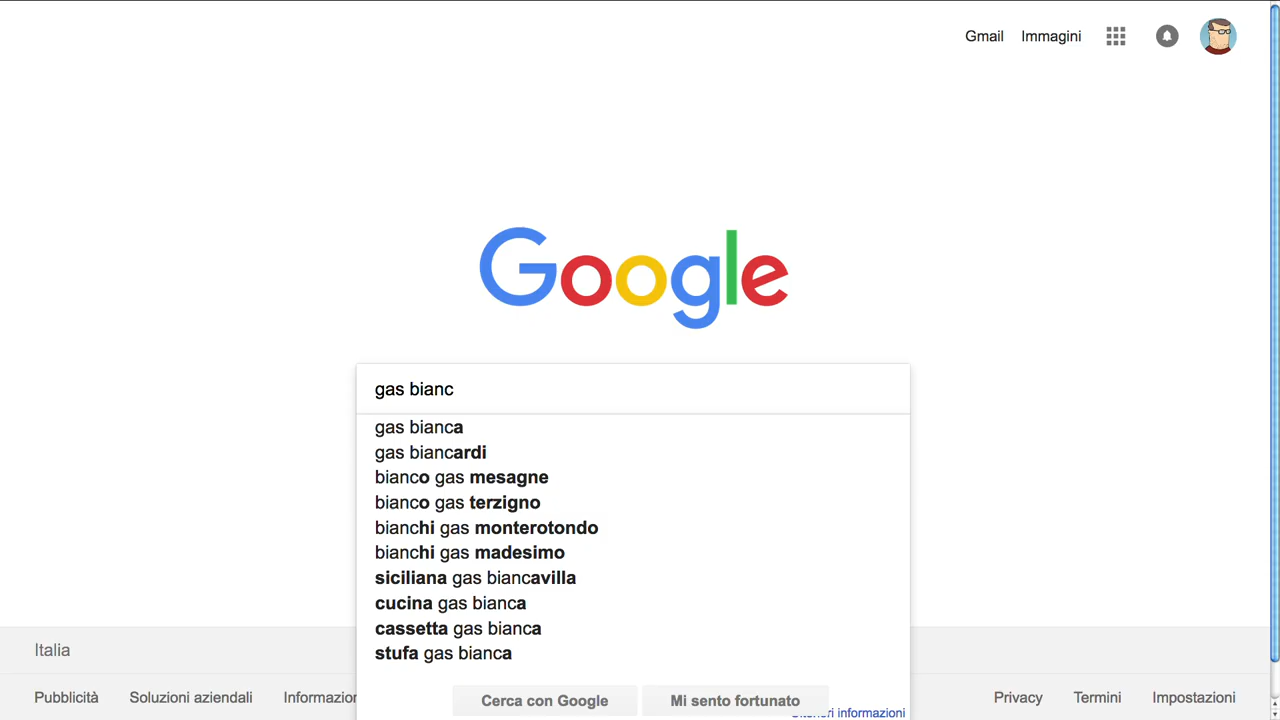 Gmail Immagini
Google
gas bianc
gas bianca
gas biancardi
bianco gas mesagne
bianco gas terzigno
bianchi gas monterotondo
bianchi gas madesimo
siciliana gas biancavilla
cucina gas bianca
cassetta gas bianca
stufa gas bianca
Italia
Pubblicità Soluzioni aziendali Cerca con Google Mi sento fortunato Privacy Termini Impostazioni
informazioni